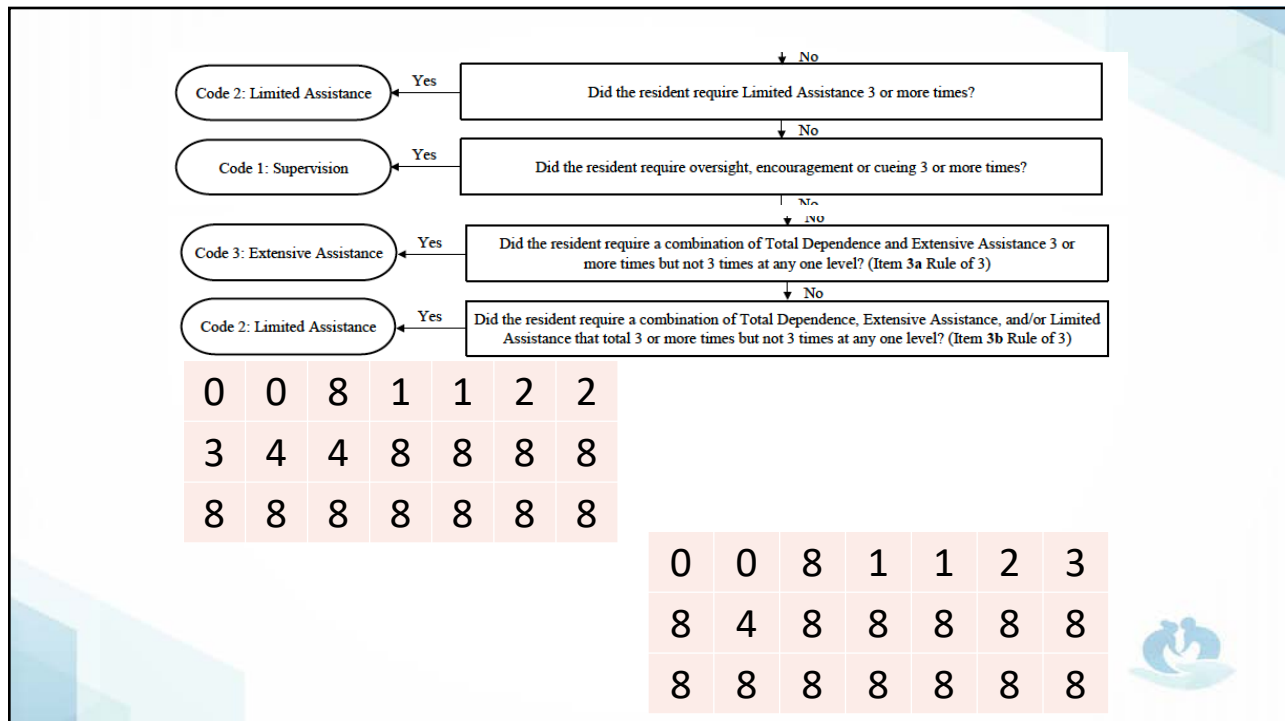 No
Code 2: Limited Assistance
Yes
Did the resident require Limited Assistance 3 or more times?
No
Code 1: Supervision
Yes
Did the resident require oversight, encouragement or cueing 3 or more times?
No
No
Code 3: Extensive Assistance
Yes
Did the resident require a combination of Total Dependence and Extensive Assistance 3 or
more times but not 3 times at any one level? (Item 3a Rule of 3)
No
Code 2: Limited Assistance
Yes
Did the resident require a combination of Total Dependence, Extensive Assistance, and/or Limited
Assistance that total 3 or more times but not 3 times at any one level? (Item 3b Rule of 3)
0 0 8 1 1 2 2
3 4 4 8 8 8 8
8 8 8 8 8 8 8
0 0 8 1 1 2 3
8 4 8 8 8 8 8
8 8 8 8 8 8 8